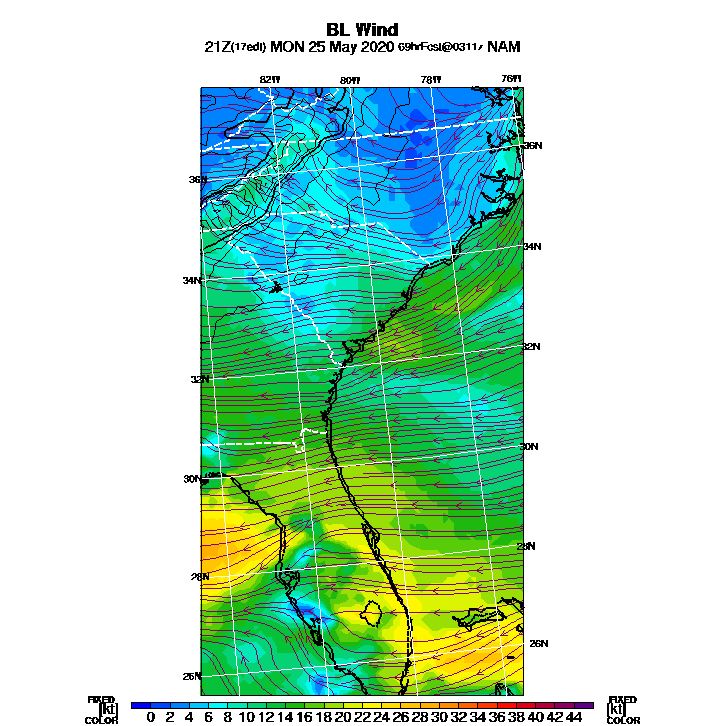 BL Wind
21Z(17edt) MON 25 May 2020 69hrFcst@0311z NAM
82W 80W 78W 76W
36N 36N
34N 34N
32N 32N
30N 30N
28N 28N
26N 26N
FIXED FIXED
[kt] 0 2 4 6 8 10 12 14 16 18 20 22 24 26 28 30 32 34 36 38 40 42 44 [kt]
COLOR COLOR